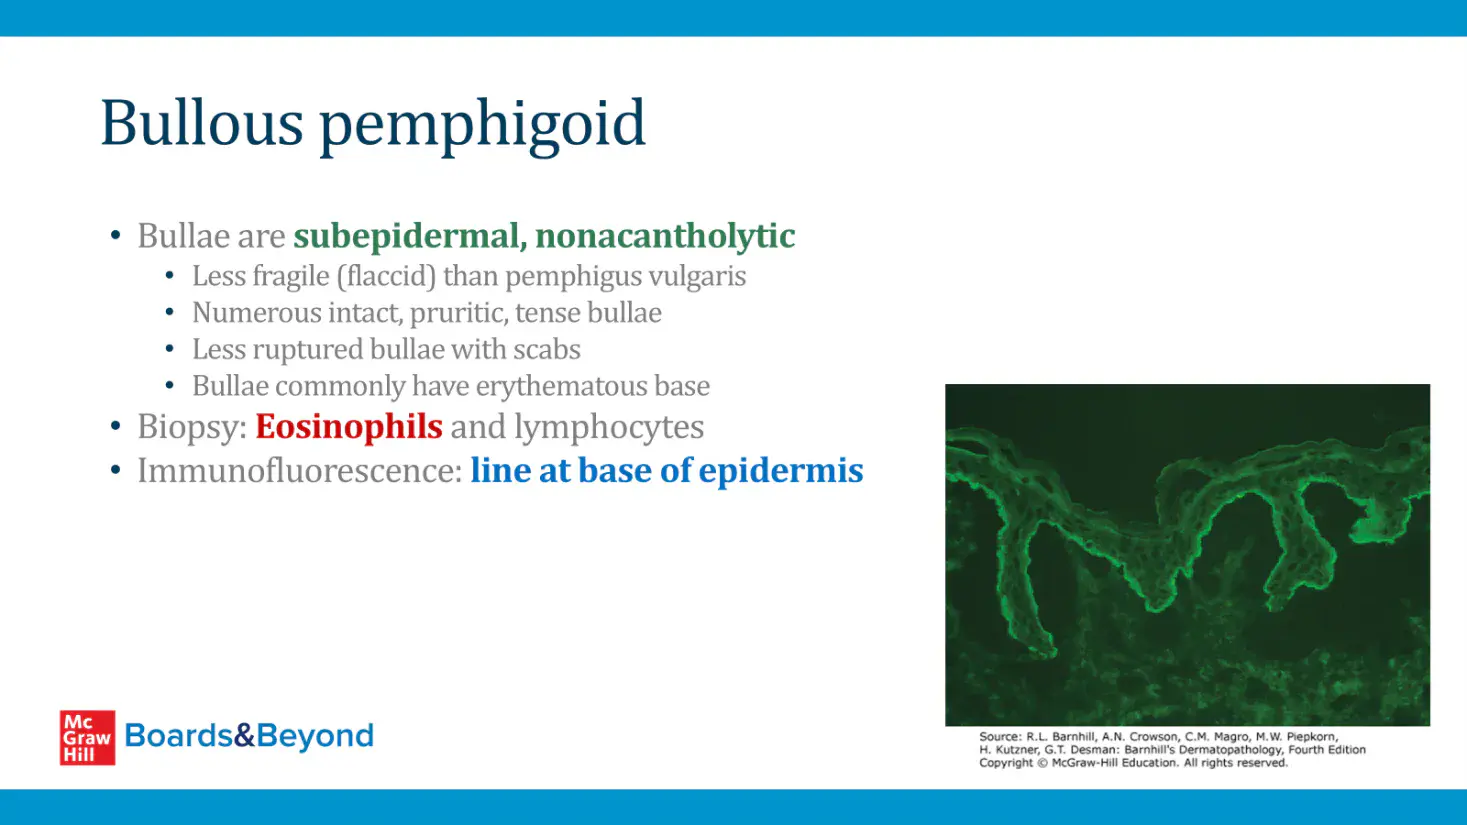 Bullous pemphigoid
• Bullae are subepidermal, nonacantholytic
• Less fragile (flaccid) than pemphigus vulgaris
• Numerous intact, pruritic, tense bullae
• Less ruptured bullae with scabs
• Bullae commonly have erythematous base
• Biopsy: Eosinophils and lymphocytes
• Immunofluorescence: line at base of epidermis
Mc
Graw
Hill
Boards&Beyond
Source: R.L. Barnhill, A.N. Crowson, C.M. Magro, M.W. Piepkorn,
H. Kutzner, G.T. Desman: Barnhill's Dermatopathology, Fourth Edition
Copyright © McGraw-Hill Education. All rights reserved.